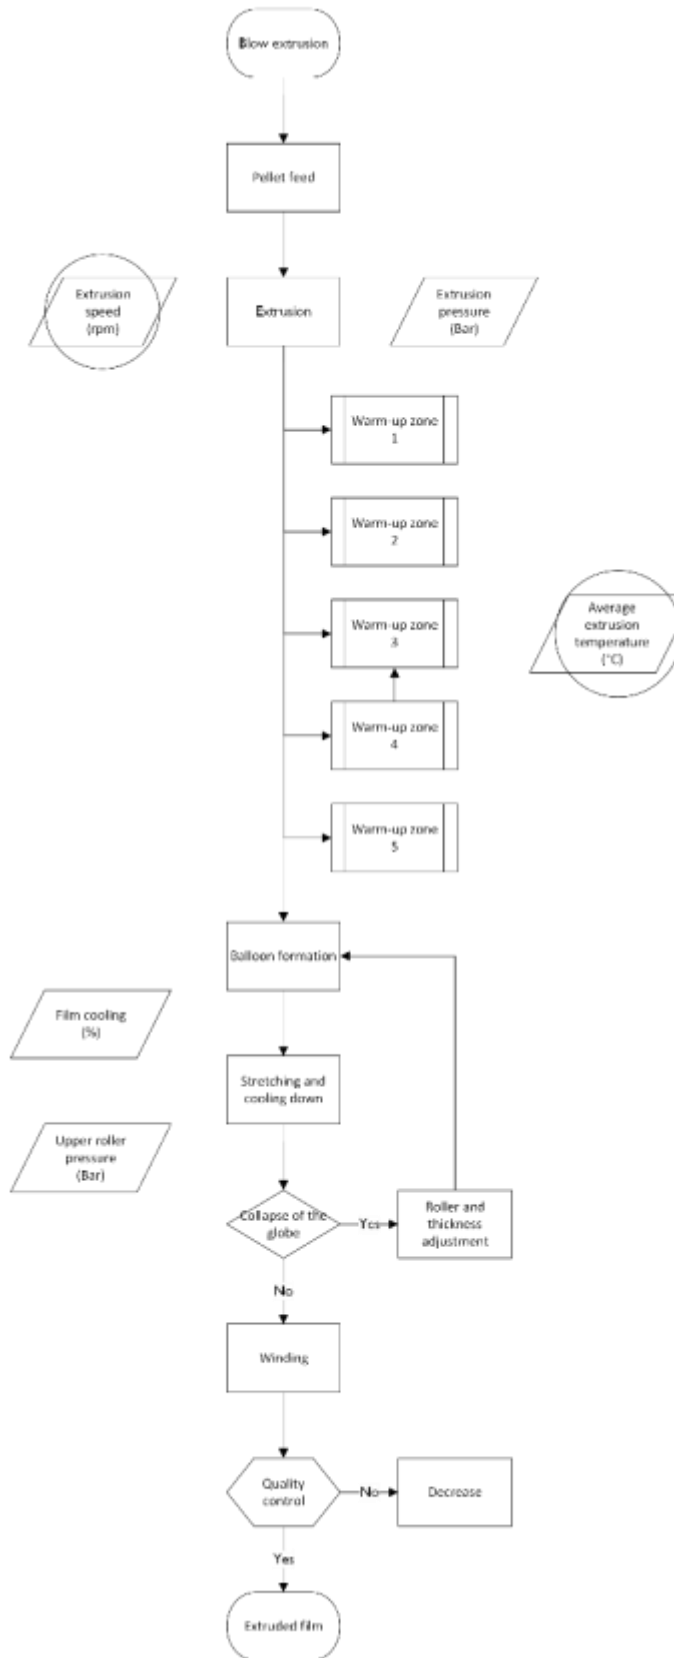 Blow extrusion
Pellet feed
Extrusion
speed
(rpm)
Extrusion
Extrusion
pressure
(Bar)
Warm-up zone
1
Warm-up zone
2
Warm-up zone
3
Average
extrusion
temperature
(°C)
Warm-up zone
4
Warm-up zone
5
Balloon formation
Film cooling
(%)
Stretching and
cooling down
Upper roller
pressure
(Bar)
Collapse of the
globe
Yes
Roller and
thickness
adjustment
No
Winding
Quality
control
No
Decrease
Yes
Extruded film